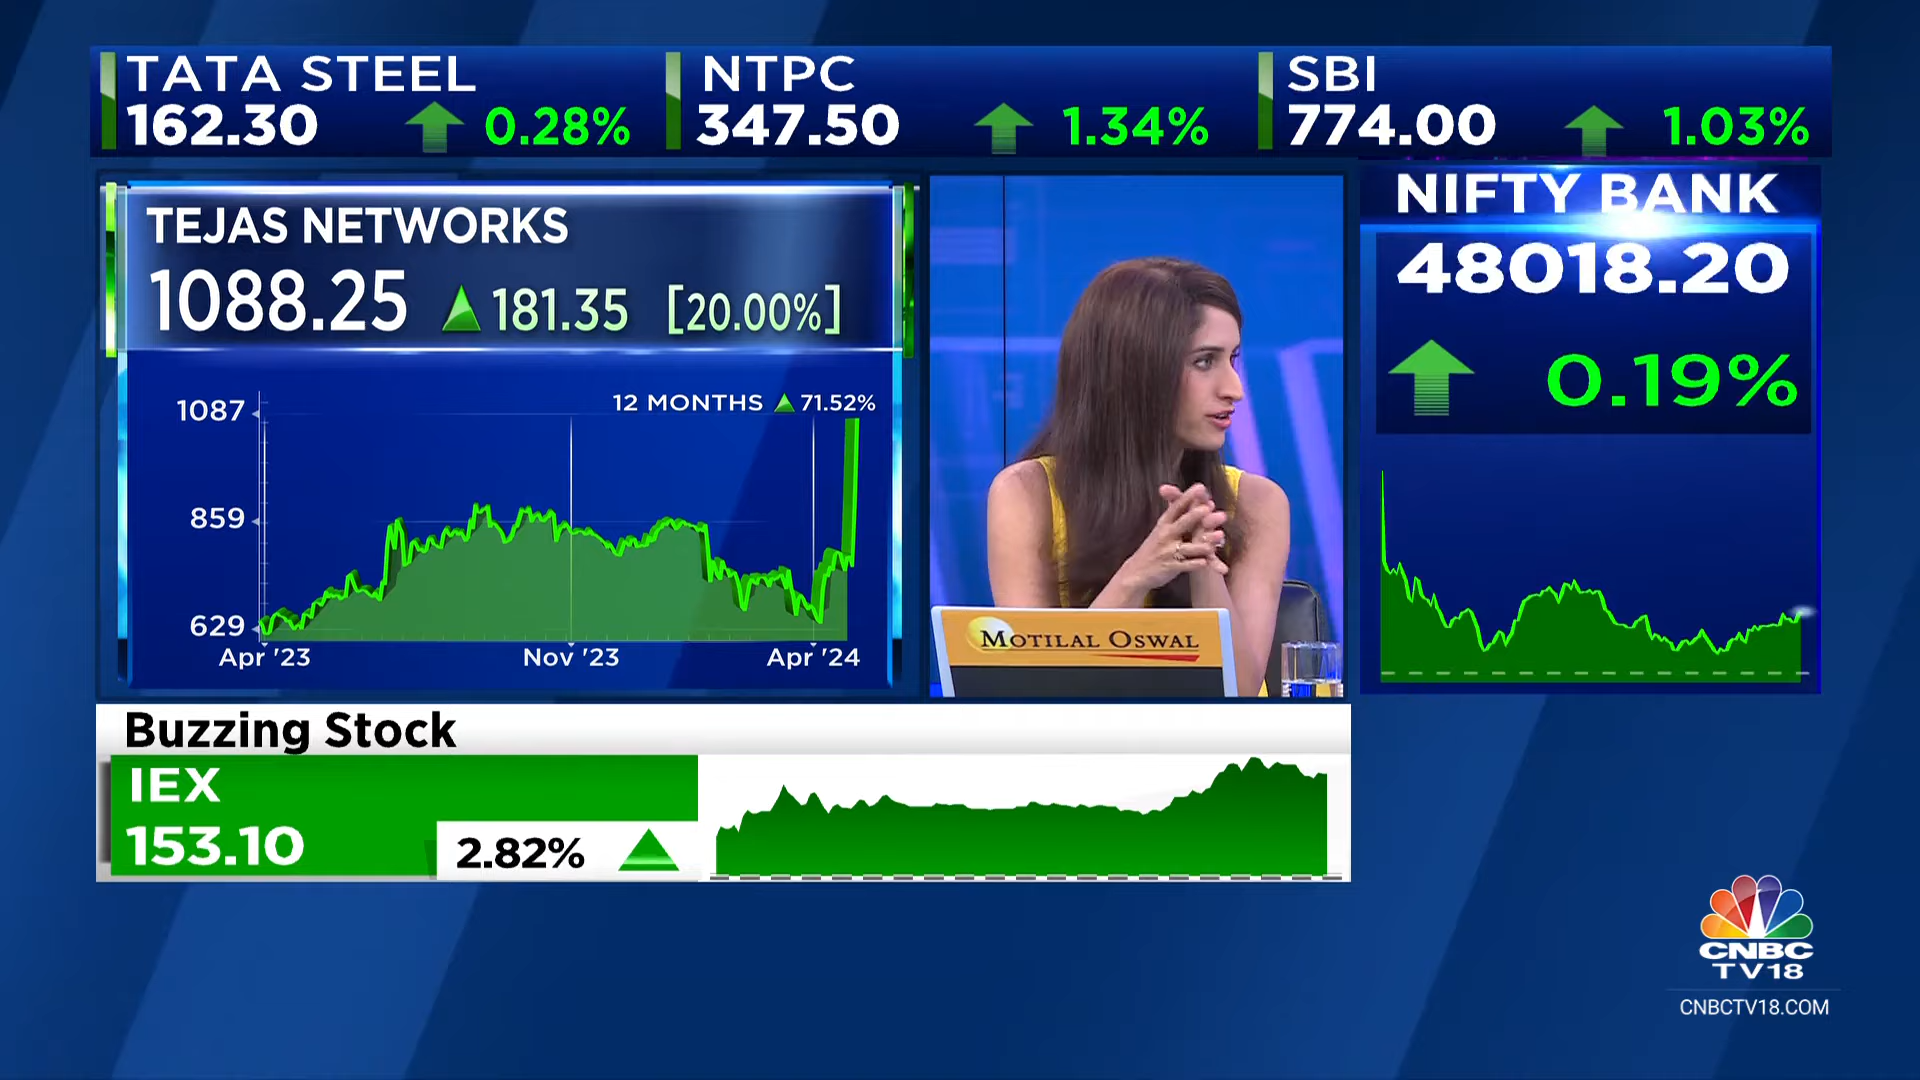 TATA STEEL
162.30 0.28%
NTPC
347.50 1.34%
SBI
774.00 1.03%
TEJAS NETWORKS
1088.25 181.35 [20.00%]
12 MONTHS 71.52%
1087
859
629
Apr '23 Nov '23 Apr '24
MOTILAL OSWAL
NIFTY BANK
48018.20
0.19%
Buzzing Stock
IEX
153.10
2.82%
CNBC
TV18
CNBCTV18.COM